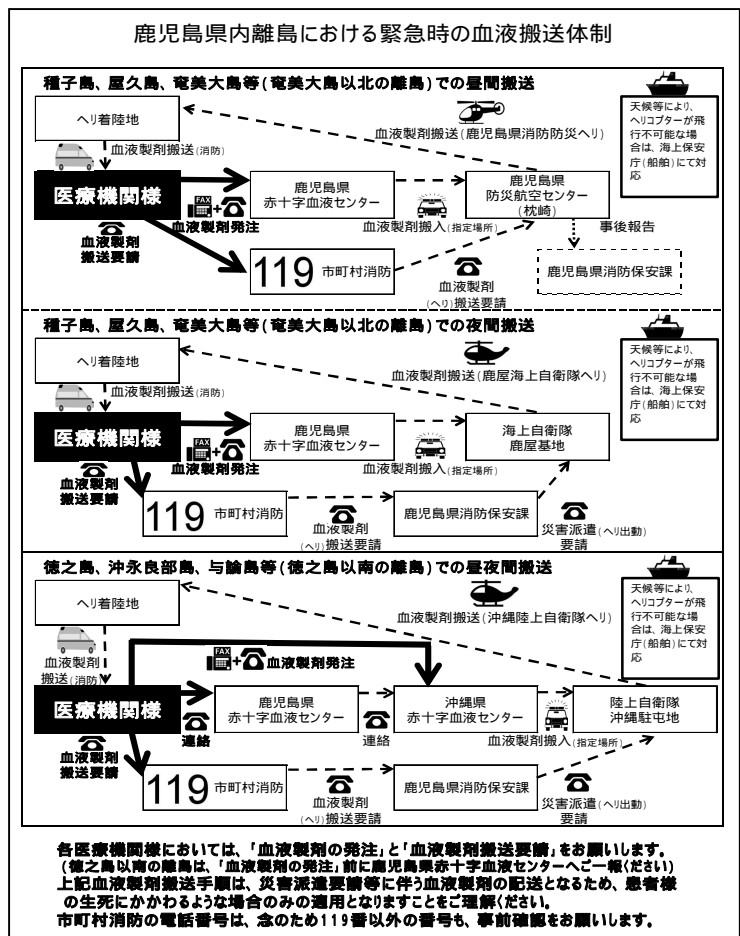 鹿児島県内離島における緊急時の血液搬送体制
種子島、屋久島、奄美大島等(奄美大島以北の離島)での昼間搬送
ヘリ着陸地
血液製剤搬送(消防)
血液製剤搬送(鹿児島県消防防災ヘリ)
天候等により、
ヘリコプターが飛
行不可能な場
合は、海上保安
庁(船舶)にて対
応
医療機関様
FAX
+
血液製剤発注
鹿児島県
赤十字血液センター
血液製剤搬入(指定場所)
鹿児島県
防災航空センター
(枕崎)
事後報告
鹿児島県消防保安課
血液製剤
搬送要請
119 市町村消防
血液製剤
(ヘリ)搬送要請
種子島、屋久島、奄美大島等(奄美大島以北の離島)での夜間搬送
ヘリ着陸地
血液製剤搬送(消防)
血液製剤搬送(鹿屋海上自衛隊ヘリ)
天候等により、
ヘリコプターが飛
行不可能な場
合は、海上保安
庁(船舶)にて対
応
医療機関様
FAX
+
血液製剤発注
鹿児島県
赤十字血液センター
血液製剤搬入(指定場所)
海上自衛隊
鹿屋基地
血液製剤
搬送要請
119 市町村消防
血液製剤
(ヘリ)搬送要請
鹿児島県消防保安課
災害派遣(ヘリ出動)
要請
徳之島、沖永良部島、与論島等(徳之島以南の離島)での昼夜間搬送
ヘリ着陸地
血液製剤
搬送(消防)
血液製剤搬送(沖縄陸上自衛隊ヘリ)
天候等により、
ヘリコプターが飛
行不可能な場
合は、海上保安
庁(船舶)にて対
応
FAX
+
血液製剤発注
医療機関様
連絡
鹿児島県
赤十字血液センター
連絡
沖縄県
赤十字血液センター
血液製剤搬入(指定場所)
陸上自衛隊
沖縄駐屯地
血液製剤
搬送要請
119 市町村消防
血液製剤
(ヘリ)搬送要請
鹿児島県消防保安課
災害派遣(ヘリ出動)
要請
各医療機関様においては、「血液製剤の発注」と「血液製剤搬送要請」をお願いします。
(徳之島以南の離島は、「血液製剤の発注」前に鹿児島県赤十字血液センターへご一報ください)
上記血液製剤搬送手順は、災害派遣要請等に伴う血液製剤の配送となるため、患者様
の生死にかかわるような場合のみの適用となりますことをご理解ください。
市町村消防の電話番号は、念のため119番以外の番号も、事前確認をお願いします。